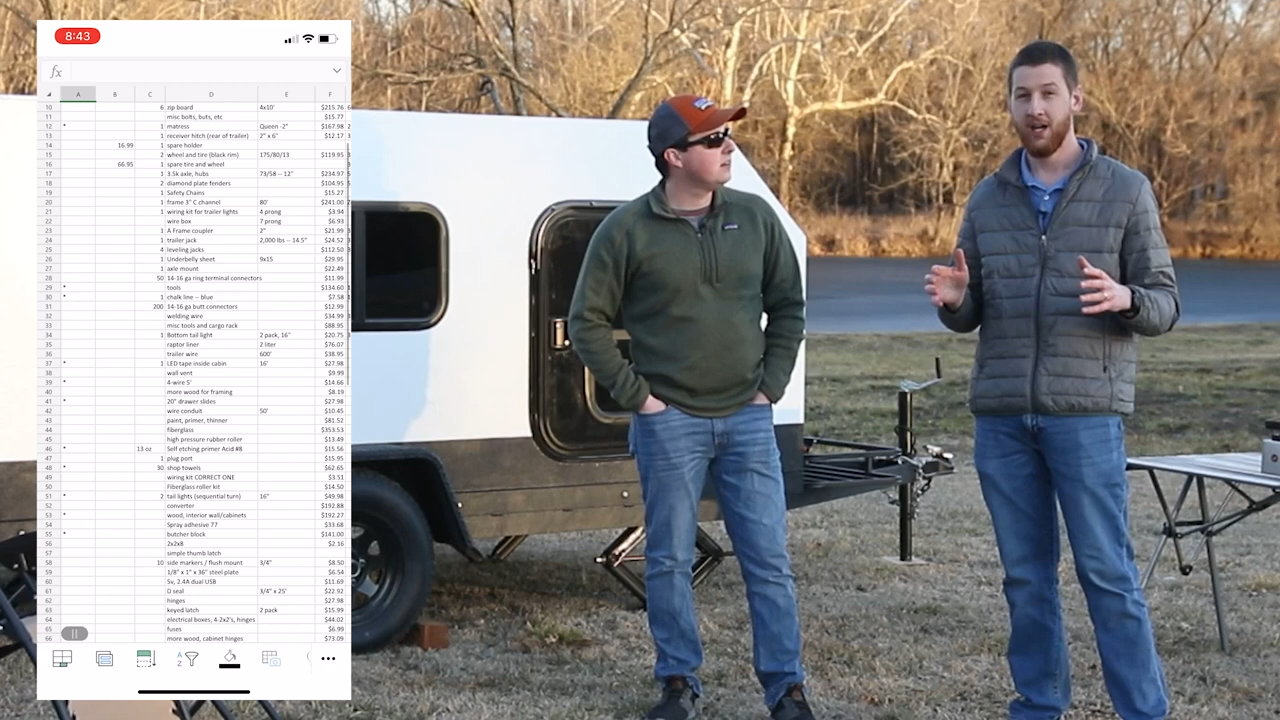 8:43
fx
A B C D E F
10 6 zip board 4x10' $215.76
11 misc bolts, buts, etc $15.77
12 * 1 matress Queen -2" $167.98
13 1 receiver hitch (rear of trailer) 2" x 6" $12.17
14 16.99 1 spare holder
15 2 wheel and tire (black rim) 175/80/13 $119.95
16 66.95 1 spare tire and wheel
17 1 3.5k axle, hubs 73/58 -- 12" $234.97
18 2 diamond plate fenders $104.95
19 1 Safety Chains $15.27
20 1 frame 3" C channel 80' $241.00
21 1 wiring kit for trailer lights 4 prong $3.94
22 wire box 7 prong $6.93
23 1 A Frame coupler 2" $21.99
24 1 trailer jack 2,000 lbs -- 14.5" $24.52
25 4 leveling jacks $112.50
26 1 Underbelly sheet 9x15 $29.95
27 1 axle mount $22.49
28 50 14-16 ga ring terminal connectors $11.99
29 * tools $134.60
30 * 1 chalk line -- blue $7.58
31 200 14-16 ga butt connectors $12.99
32 welding wire $34.99
33 misc tools and cargo rack $88.95
34 1 Bottom tail light 2 pack, 16" $20.75
35 raptor liner 2 liter $76.07
36 trailer wire 600' $38.95
37 * 1 LED tape inside cabin 16' $27.98
38 wall vent $9.99
39 * 4-wire 5' $14.66
40 more wood for framing $8.19
41 * 20" drawer slides $27.98
42 wire conduit 50' $10.45
43 paint, primer, thinner $81.52
44 fiberglass $353.53
45 high pressure rubber roller $13.49
46 * 13 oz Self etching primer Acid #8 $15.56
47 1 plug port $15.95
48 * 30 shop towels $62.65
49 wiring kit CORRECT ONE $3.51
50 Fiberglass roller kit $14.50
51 * 2 tail lights (sequential turn) 16" $49.98
52 converter $192.88
53 * wood, interior wall/cabinets $192.27
54 Spray adhesive 77 $33.68
55 * butcher block $141.00
56 2x2x8 $2.16
57 simple thumb latch
58 10 side markers / flush mount 3/4" $8.50
59 1/8" x 1" x 36" steel plate $6.54
60 5v, 2.4A dual USB $11.69
61 D seal 3/4" x 25' $22.92
62 hinges $27.98
63 keyed latch 2 pack $15.99
64 electrical boxes, 4-2x2's, hinges $44.02
65 fuses $6.99
66 more wood, cabinet hinges $73.09
A
Z